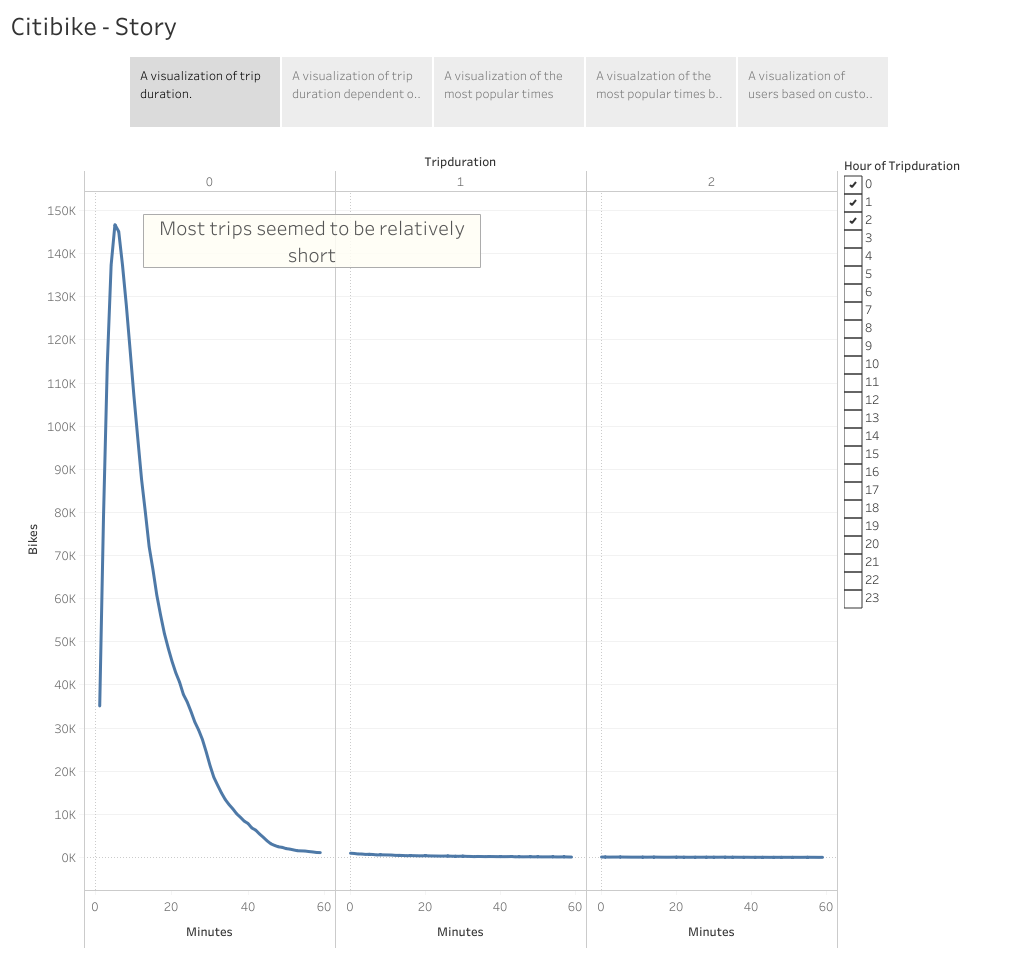 Citibike - Story
A visualization of trip
duration.
A visualization of trip
duration dependent o..
A visualization of the
most popular times
A visualization of the
most popular times b..
A visualization of
users based on custo..
Tripduration
0
1
2
Most trips seemed to be relatively
short
150K
140K
130K
120K
110K
100K
90K
80K
70K
60K
50K
40K
30K
20K
10K
0K
Bikes
0 20 40 60
0 20 40 60
0 20 40 60
Minutes
Minutes
Minutes
Hour of Tripduration
0
1
2
3
4
5
6
7
8
9
10
11
12
13
14
15
16
17
18
19
20
21
22
23